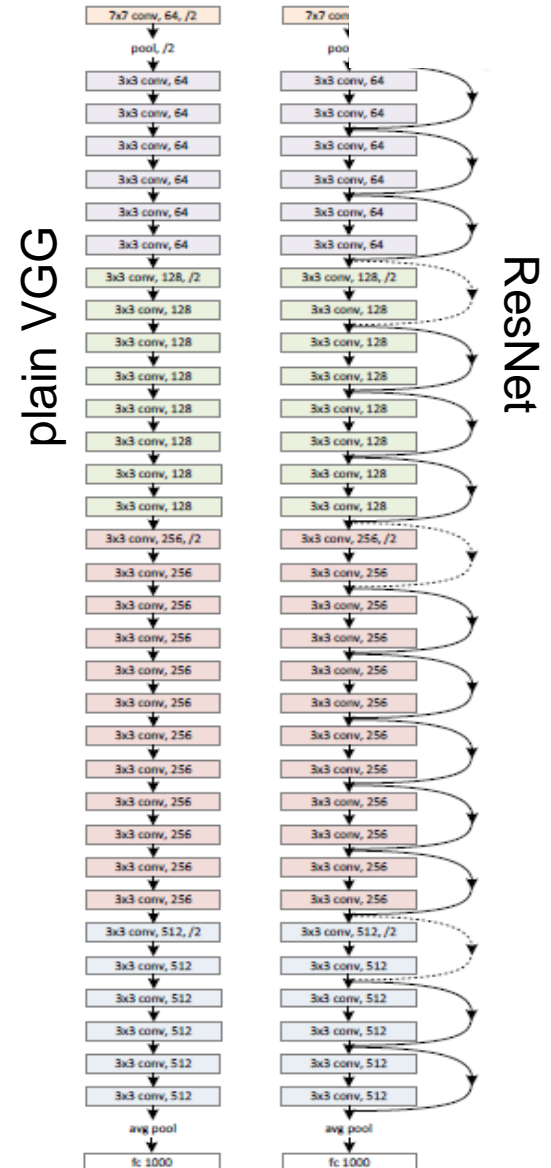 plain VGG
7x7 conv, 64, /2
pool, /2
3x3 conv, 64
3x3 conv, 64
3x3 conv, 64
3x3 conv, 64
3x3 conv, 64
3x3 conv, 64
3x3 conv, 128, /2
3x3 conv, 128
3x3 conv, 128
3x3 conv, 128
3x3 conv, 128
3x3 conv, 128
3x3 conv, 128
3x3 conv, 128
3x3 conv, 256, /2
3x3 conv, 256
3x3 conv, 256
3x3 conv, 256
3x3 conv, 256
3x3 conv, 256
3x3 conv, 256
3x3 conv, 256
3x3 conv, 256
3x3 conv, 256
3x3 conv, 256
3x3 conv, 256
3x3 conv, 512, /2
3x3 conv, 512
3x3 conv, 512
3x3 conv, 512
3x3 conv, 512
3x3 conv, 512
avg pool
fc 1000
7x7 con
poo
3x3 conv, 64
3x3 conv, 64
3x3 conv, 64
3x3 conv, 64
3x3 conv, 64
3x3 conv, 64
3x3 conv, 128, /2
3x3 conv, 128
3x3 conv, 128
3x3 conv, 128
3x3 conv, 128
3x3 conv, 128
3x3 conv, 128
3x3 conv, 128
3x3 conv, 256, /2
3x3 conv, 256
3x3 conv, 256
3x3 conv, 256
3x3 conv, 256
3x3 conv, 256
3x3 conv, 256
3x3 conv, 256
3x3 conv, 256
3x3 conv, 256
3x3 conv, 256
3x3 conv, 256
3x3 conv, 512, /2
3x3 conv, 512
3x3 conv, 512
3x3 conv, 512
3x3 conv, 512
3x3 conv, 512
avg pool
fc 1000
ResNet